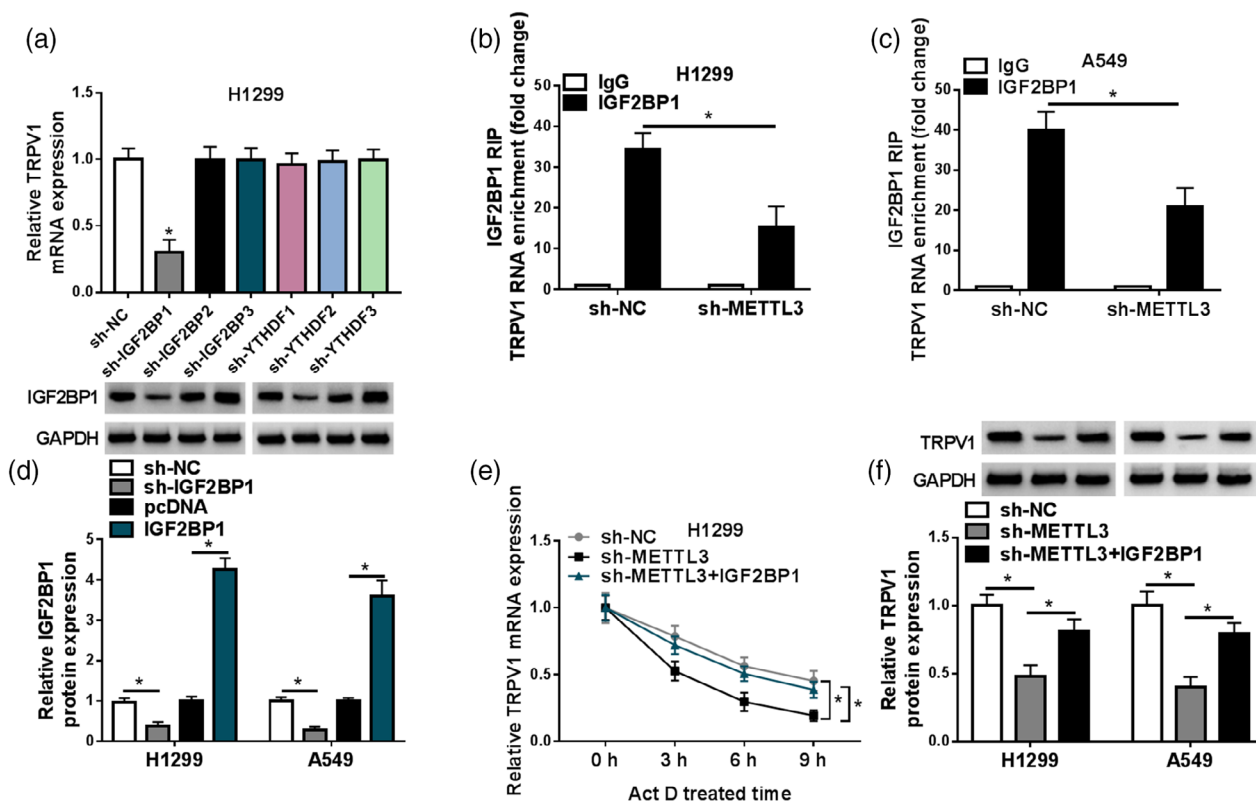 (a)
H1299
Relative TRPV1
mRNA expression
1.5
1.0
0.5
0.0
*
sh-NC
sh-IGF2BP1
sh-IGF2BP2
sh-IGF2BP3
sh-YTHDF1
sh-YTHDF2
sh-YTHDF3
(b)
H1299
IgG
IGF2BP1
IGF2BP1 RIP
TRPV1 RNA enrichment (fold change)
50
40
30
20
10
0
*
sh-NC
sh-METTL3
(c)
A549
IgG
IGF2BP1
IGF2BP1 RIP
TRPV1 RNA enrichment (fold change)
50
40
30
20
10
0
*
sh-NC
sh-METTL3
IGF2BP1
GAPDH
(d)
sh-NC
sh-IGF2BP1
pcDNA
IGF2BP1
Relative IGF2BP1
protein expression
5
4
2
1
0
*
*
*
*
H1299
A549
(e)
H1299
sh-NC
sh-METTL3
sh-METTL3+IGF2BP1
Relative TRPV1 mRNA expression
1.5
1.0
0.5
0.0
*
*
0 h
3 h
6 h
9 h
Act D treated time
TRPV1
GAPDH
(f)
sh-NC
sh-METTL3
sh-METTL3+IGF2BP1
Relative TRPV1
protein expression
1.5
1.0
0.5
0.0
*
*
*
*
H1299
A549